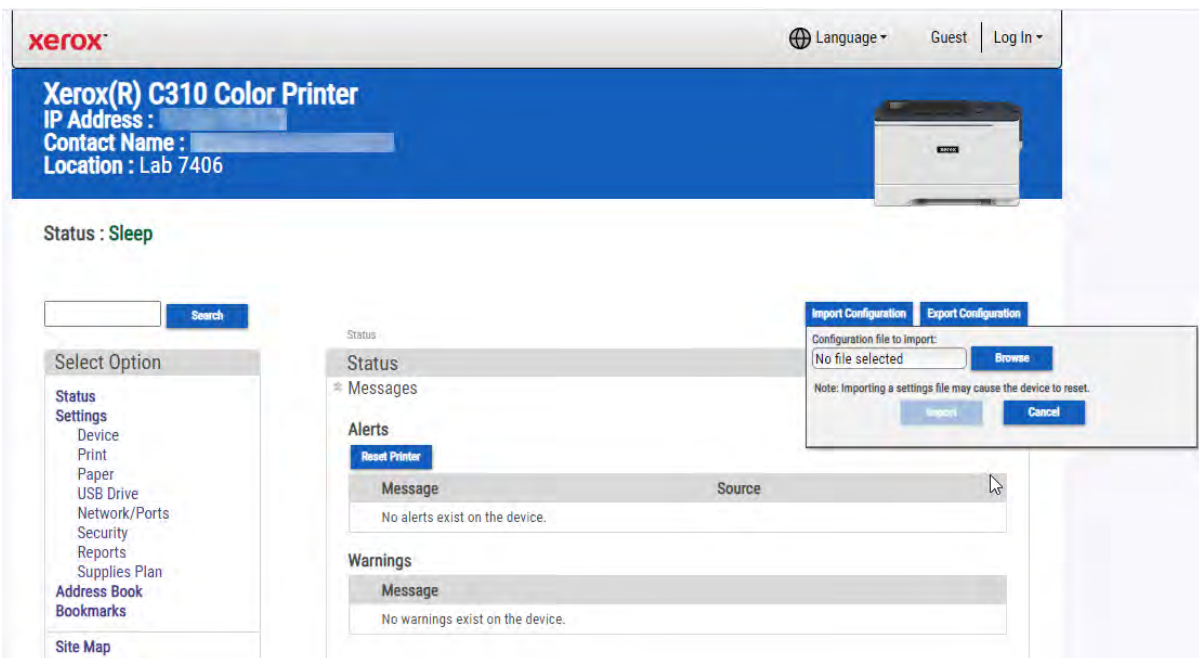 xerox™
Language Guest Log In
Xerox(R) C310 Color Printer
IP Address :
Contact Name :
Location : Lab 7406
xerox
Status : Sleep
Search
Import Configuration Export Configuration
Configuration file to import:
No file selected Browse
Note: Importing a settings file may cause the device to reset.
Import Cancel
Select Option
Status
Settings
Device
Print
Paper
USB Drive
Network/Ports
Security
Reports
Supplies Plan
Address Book
Bookmarks
Site Map
Status
Status
Messages
Alerts
Reset Printer
Message Source
No alerts exist on the device.
Warnings
Message
No warnings exist on the device.